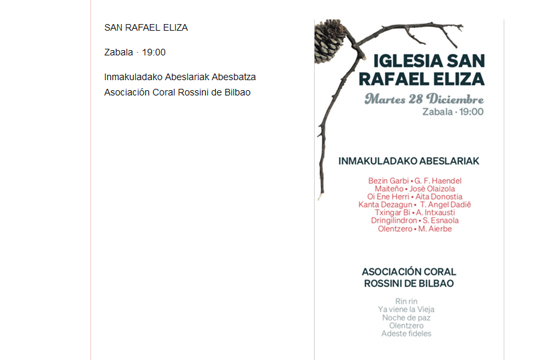 SAN RAFAEL ELIZA
Zabala · 19:00
Inmakuladako Abeslariak Abesbatza
Asociación Coral Rossini de Bilbao
IGLESIA SAN
RAFAEL ELIZA
Martes 28 Diciembre
Zabala · 19:00
INMAKULADAKO ABESLARIAK
Bezin Garbi • G. F. Haendel
Maiteño • José Olaizola
Oi Ene Herri • Aita Donostia
Kanta Dezagun • T. Angel Dadié
Txingar Bi • A. Intxausti
Dringilindron • S. Esnaola
Olentzero • M. Aierbe
ASOCIACIÓN CORAL
ROSSINI DE BILBAO
Rin rin
Ya viene la Vieja
Noche de paz
Olentzero
Adeste fideles